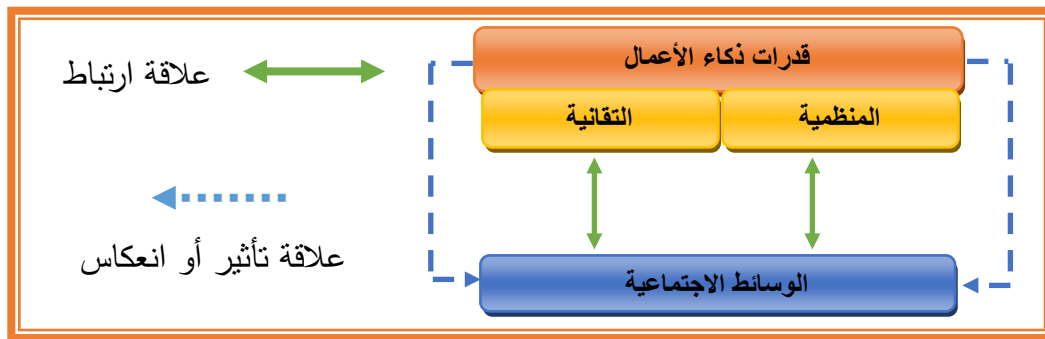 قدرات ذكاء الأعمال
المنظمية
التقانية
علاقة ارتباط
علاقة تأثير أو انعكاس
الوسائط الاجتماعية